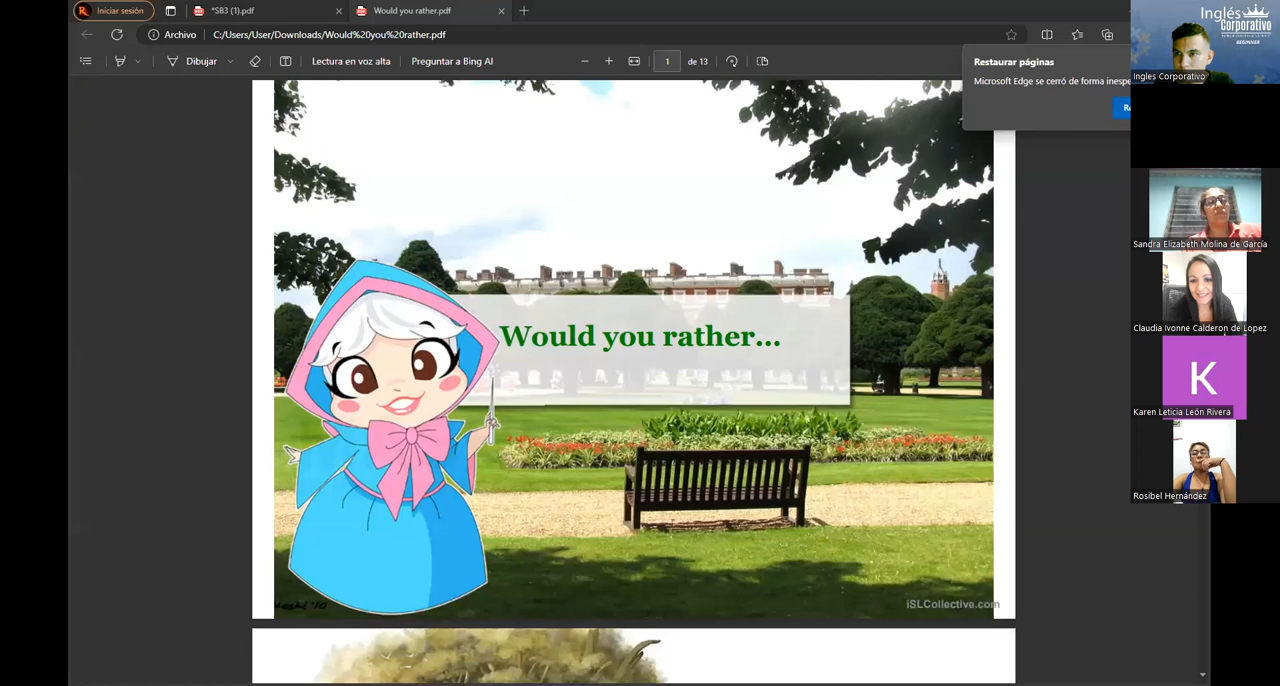 Iniciar sesión
*SB3 (1).pdf
Would you rather.pdf
Archivo
C:/Users/User/Downloads/Would%20you%20rather.pdf
Dibujar
Lectura en voz alta
Preguntar a Bing AI
1
de 13
Restaurar páginas
Microsoft Edge se cerró de forma inespe
Would you rather...
iSLCollective.com
Inglés
Corporativo
BEGINNER
Ingles Corporativo
Sandra Elizabeth Molina de García
Claudia Ivonne Calderon de Lopez
K
Karen Leticia León Rivera
Rosibel Hernández